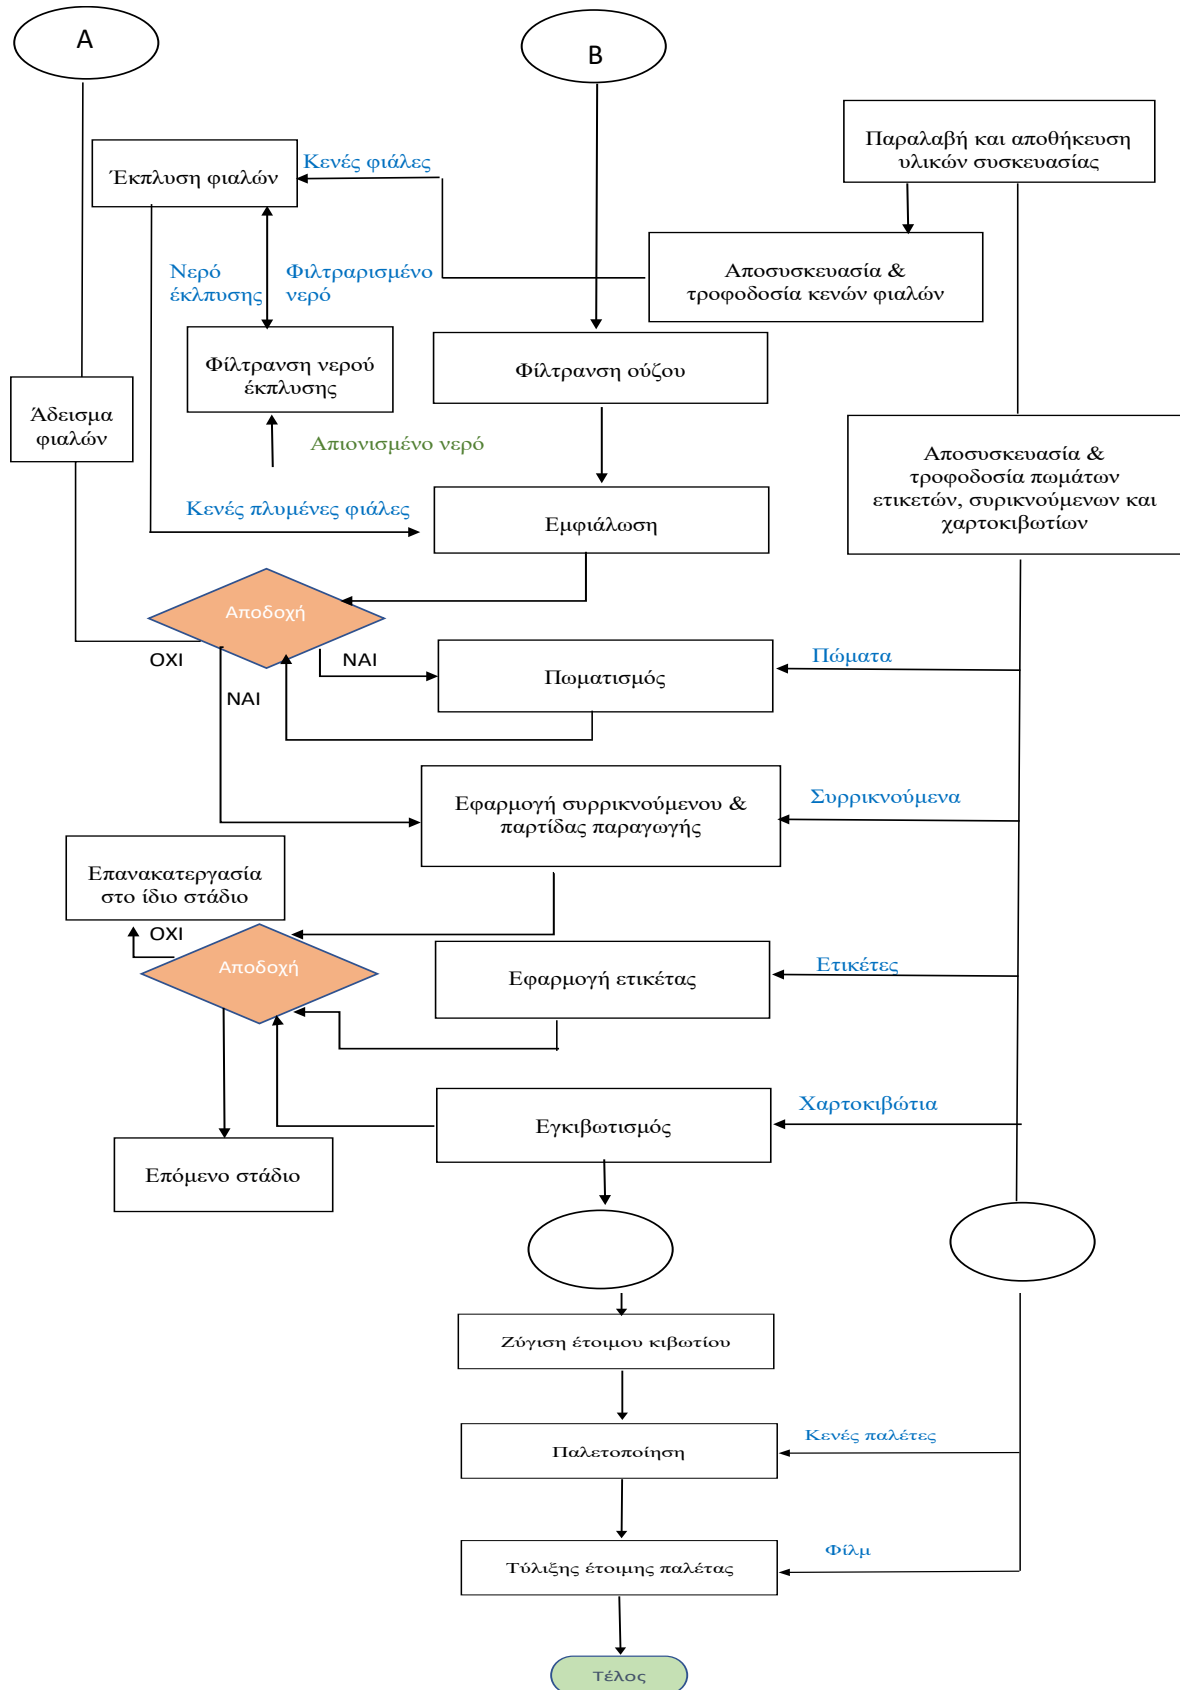 A
B
Παραλαβή και αποθήκευση
υλικών συσκευασίας
Κενές φιάλες
Έκπλυση φιαλών
Αποσυσκευασία &
τροφοδοσία κενών φιαλών
Νερό
έκλπυσης
Φιλτραρισμένο
νερό
Φίλτρανση νερού
έκπλυσης
Φίλτρανση ούζου
Άδεισμα
φιαλών
Απιονισμένο νερό
Αποσυσκευασία &
τροφοδοσία πωμάτων
ετικετών, συρικνούμενων και
χαρτοκιβωτίων
Κενές πλυμένες φιάλες
Εμφιάλωση
Αποδοχή
ΟΧΙ
ΝΑΙ
ΝΑΙ
Πωματισμός
Πώματα
Εφαρμογή συρρικνούμενου &
παρτίδας παραγωγής
Συρρικνούμενα
Επανακατεργασία
στο ίδιο στάδιο
ΟΧΙ
Αποδοχή
Εφαρμογή ετικέτας
Ετικέτες
Εγκιβωτισμός
Χαρτοκιβώτια
Επόμενο στάδιο
Ζύγιση έτοιμου κιβωτίου
Παλετοποίηση
Κενές παλέτες
Τύλιξης έτοιμης παλέτας
Φίλμ
Τέλος